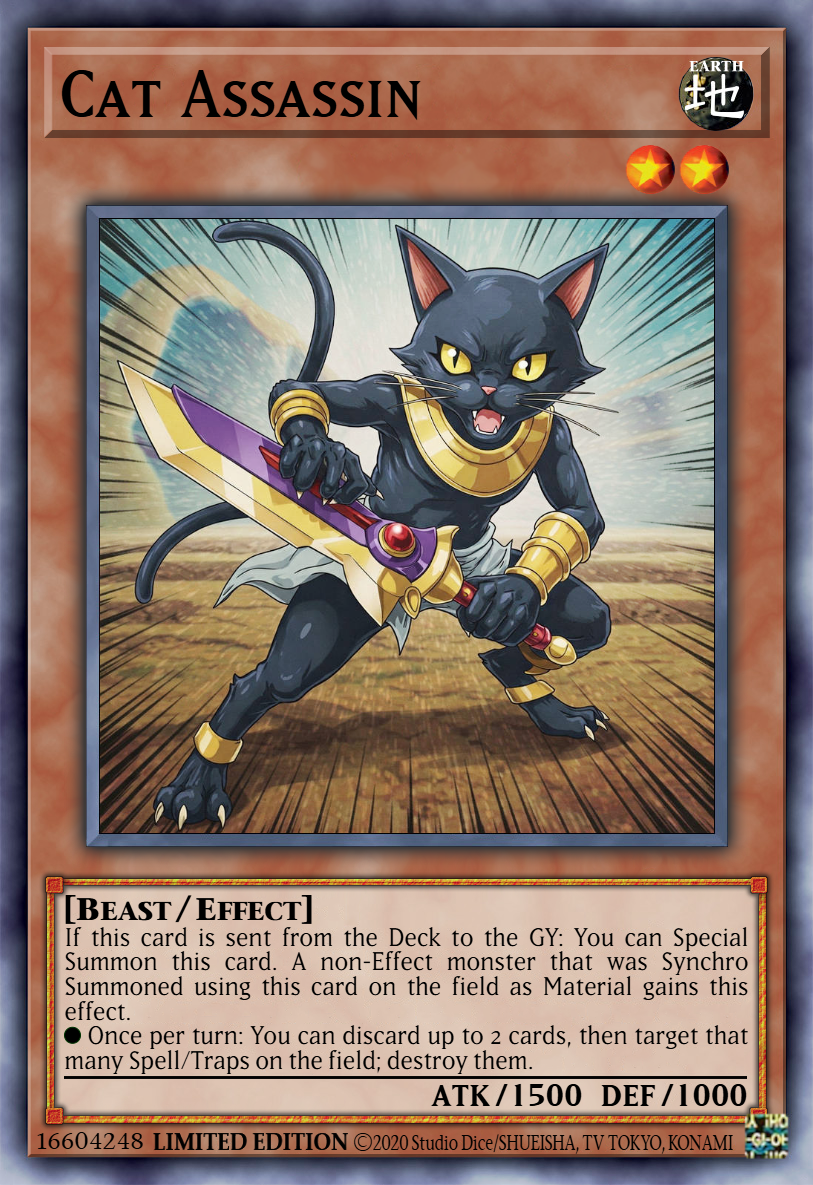 Cat Assassin
EARTH
地
[Beast/Effect]
If this card is sent from the Deck to the GY: You can Special
Summon this card. A non-Effect monster that was Synchro
Summoned using this card on the field as Material gains this
effect.
● Once per turn: You can discard up to 2 cards, then target that
many Spell/Traps on the field; destroy them.
ATK/1500 DEF/1000
16604248 LIMITED EDITION ©2020 Studio Dice/SHUEISHA, TV TOKYO, KONAMI